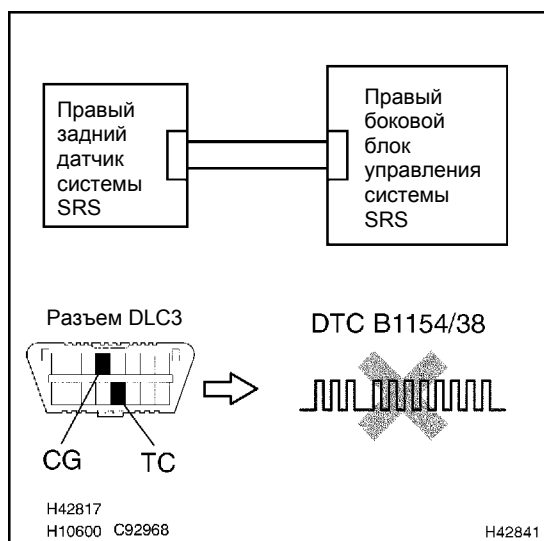 Правый
задний
датчик
системы
SRS
Правый
боковой
блок
управления
системы
SRS
Разъем DLC3
DTC B1154/38
CG
TC
H42817
H10600 C92968
H42841